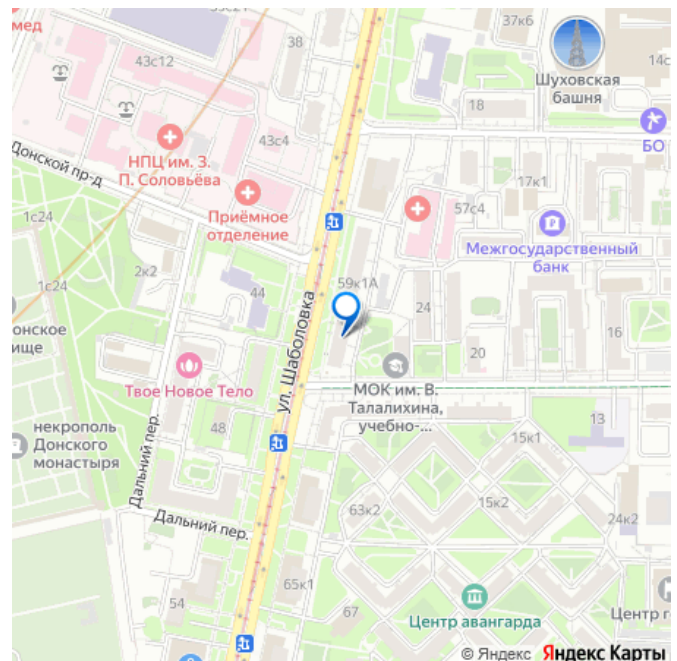 мед
43с12
38
37к6
14с
Шуховская
башня
18
БО
43с4
НПЦ им. З.
П. Соловьёва
Донской пр-д
Приёмное
отделение
17к1
57с4
1с24
Межгосударственный
банк
2к2
1с24
44
59к1А
24
16
онское
ище
ул. Шаболовка
20
Твое Новое Тело
МОК им. В.
Талалихина,
учебно-...
13
некрополь
Донского
монастыря
48
15к1
Дальний пер.
63к2
15к2
24к2
Дальний пер.
65к1
54
67
Центр авангарда
Центр г
© Яндекс Яндекс Карты